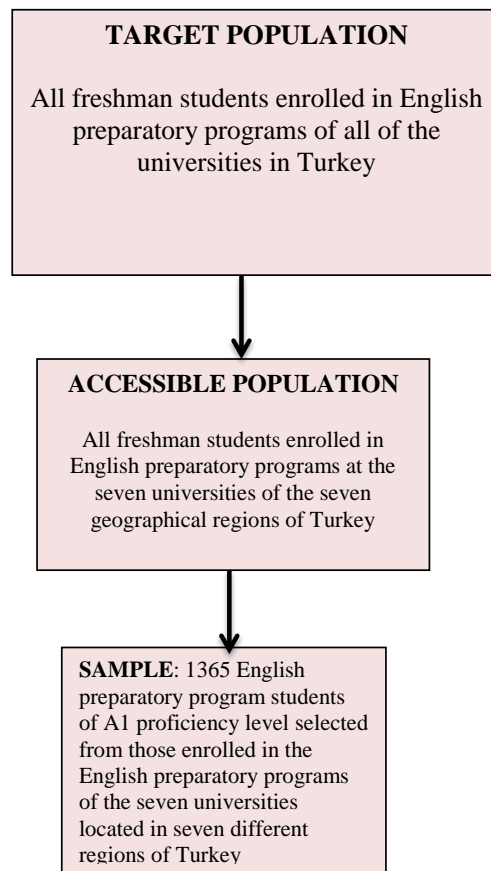 TARGET POPULATION
All freshman students enrolled in English
preparatory programs of all of the
universities in Turkey
ACCESSIBLE POPULATION
All freshman students enrolled in
English preparatory programs at the
seven universities of the seven
geographical regions of Turkey
SAMPLE: 1365 English
preparatory program students
of A1 proficiency level selected
from those enrolled in the
English preparatory programs
of the seven universities
located in seven different
regions of Turkey